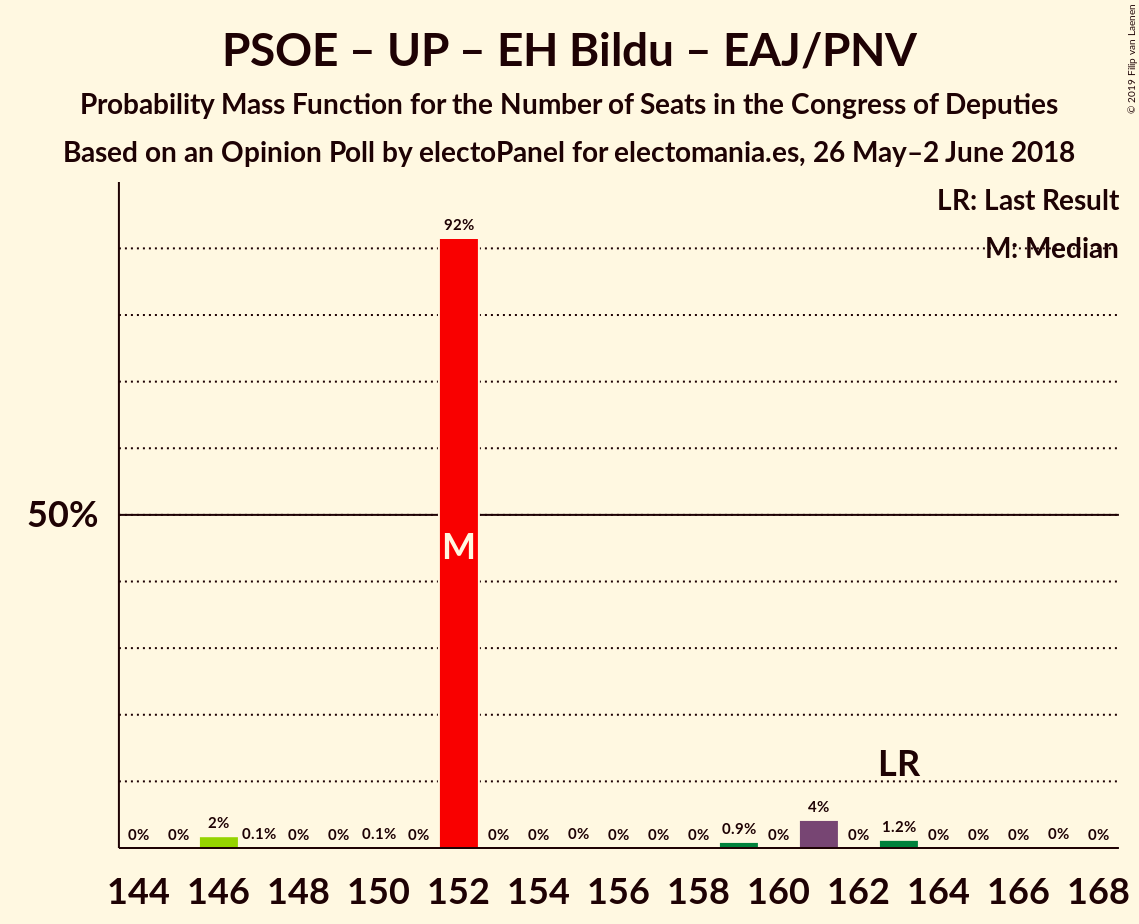 PSOE – UP – EH Bildu – EAJ/PNV
Probability Mass Function for the Number of Seats in the Congress of Deputies
Based on an Opinion Poll by electoPanel for electomania.es, 26 May–2 June 2018
© 2019 Filip van Laenen
LR: Last Result
M: Median
92%
50%
M
LR
0% 0% 2% 0.1% 0% 0% 0.1% 0% 0% 0% 0% 0% 0% 0% 0.9% 0% 4% 0% 1.2% 0% 0% 0% 0% 0%
144 146 148 150 152 154 156 158 160 162 164 166 168